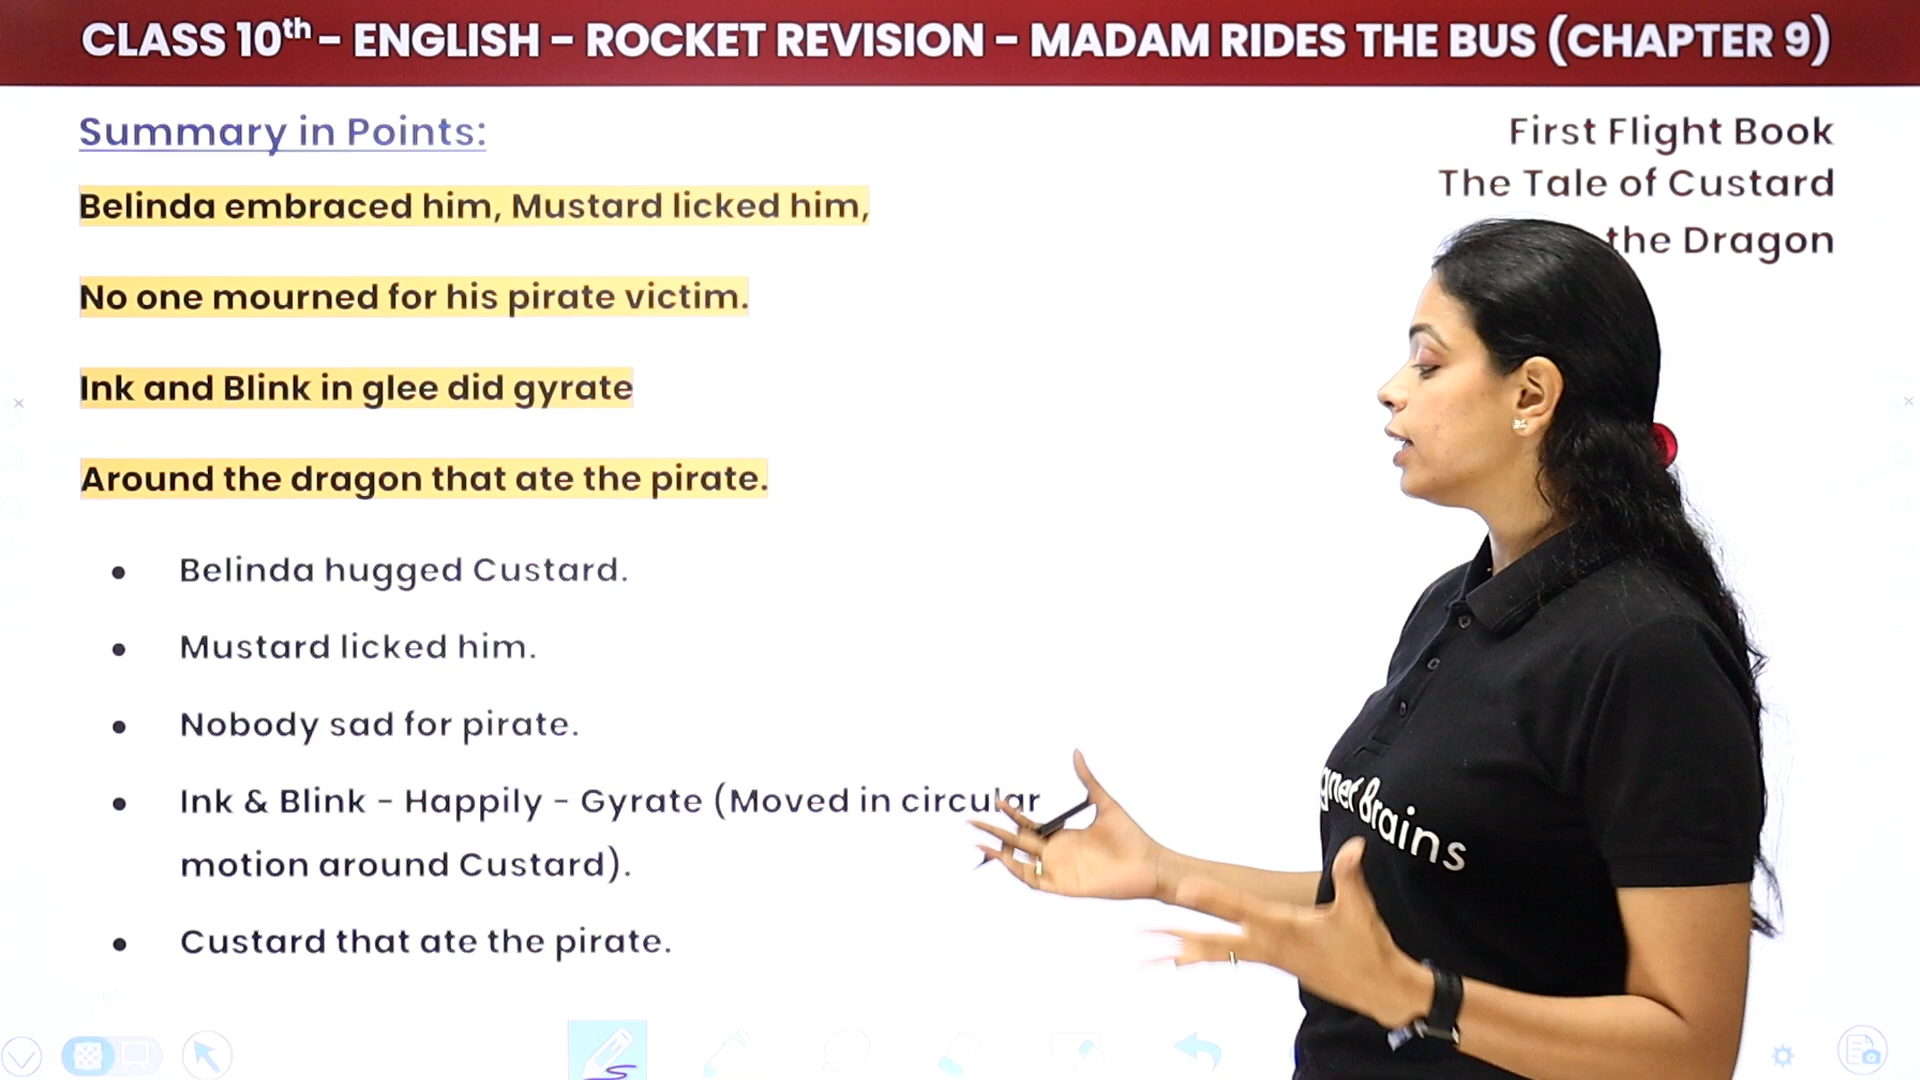 CLASS 10th - ENGLISH - ROCKET REVISION - MADAM RIDES THE BUS (CHAPTER 9)
Summary in Points:
First Flight Book
The Tale of Custard
the Dragon
Belinda embraced him, Mustard licked him,
No one mourned for his pirate victim.
Ink and Blink in glee did gyrate
Around the dragon that ate the pirate.
• Belinda hugged Custard.
• Mustard licked him.
• Nobody sad for pirate.
• Ink & Blink - Happily - Gyrate (Moved in circular
motion around Custard).
• Custard that ate the pirate.
Brains